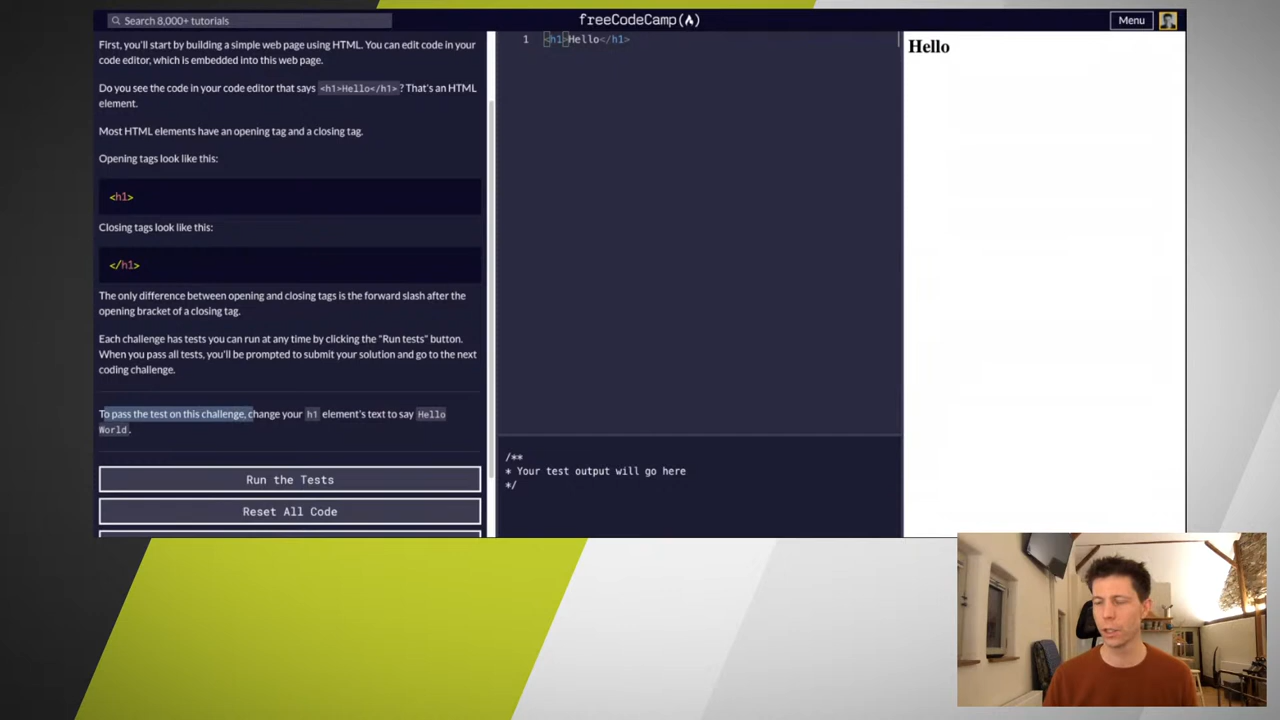 Search 8,000+ tutorials
freeCodeCamp
Menu
First, you'll start by building a simple web page using HTML. You can edit code in your
code editor, which is embedded into this web page.
Do you see the code in your code editor that says <h1>Hello</h1>? That's an HTML
element.
Most HTML elements have an opening tag and a closing tag.
Opening tags look like this:
<h1>
Closing tags look like this:
</h1>
The only difference between opening and closing tags is the forward slash after the
opening bracket of a closing tag.
Each challenge has tests you can run at any time by clicking the "Run tests" button.
When you pass all tests, you'll be prompted to submit your solution and go to the next
coding challenge.
To pass the test on this challenge, change your h1 element's text to say Hello
World.
Run the Tests
Reset All Code
1 <h1>Hello</h1>
/**
* Your test output will go here
*/
Hello